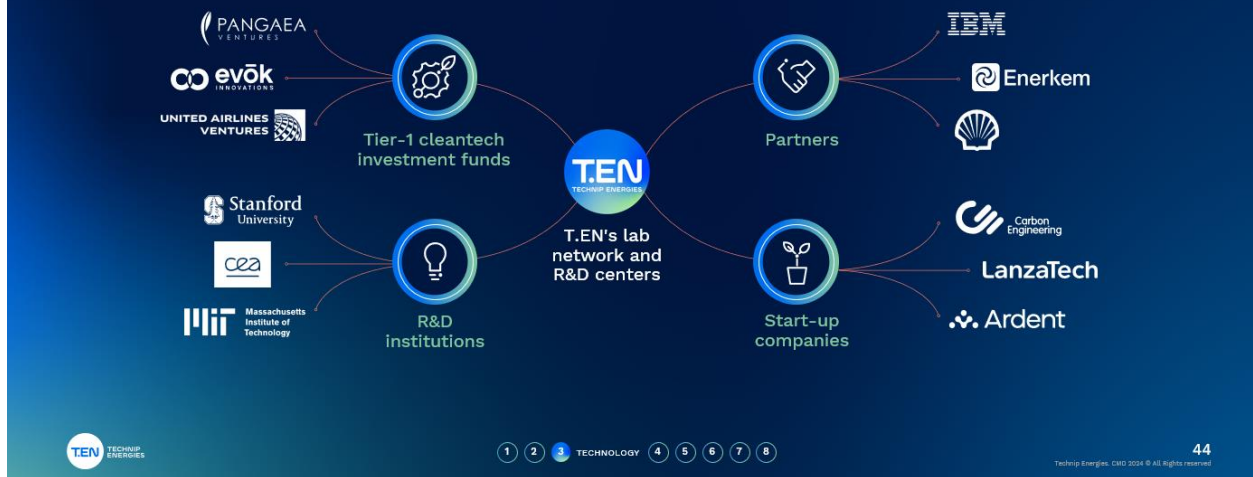 PANGAEA
VENTURES
evōk
INNOVATIONS
UNITED AIRLINES
VENTURES
Tier-1 cleantech
investment funds
Stanford
University
cea
MiT
Massachusetts
Institute of
Technology
R&D
institutions
T.EN
TECHNIP ENERGIES
T.EN's lab
network and
R&D centers
Partners
IBM
Enerkem
Start-up
companies
Carbon
Engineering
LanzaTech
Ardent
T.EN TECHNIP
ENERGIES
1 2 3 TECHNOLOGY 4 5 6 7 8
44
Technip Energies. CMD 2024 © All Rights reserved